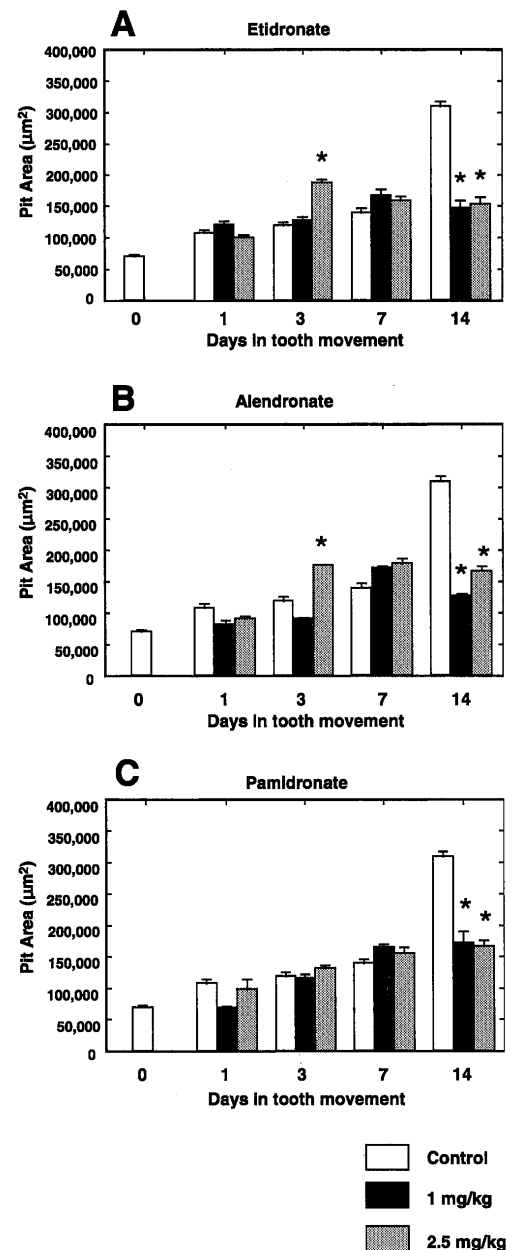 A
Etidronate
400,000
350,000
300,000
250,000
200,000
150,000
100,000
50,000
0
Pit Area (µm²)
*
* *
0 1 3 7 14
Days in tooth movement
B
Alendronate
400,000
350,000
300,000
250,000
200,000
150,000
100,000
50,000
0
Pit Area (µm²)
*
* *
0 1 3 7 14
Days in tooth movement
C
Pamidronate
400,000
350,000
300,000
250,000
200,000
150,000
100,000
50,000
0
Pit Area (µm²)
* *
0 1 3 7 14
Days in tooth movement
Control
1 mg/kg
2.5 mg/kg